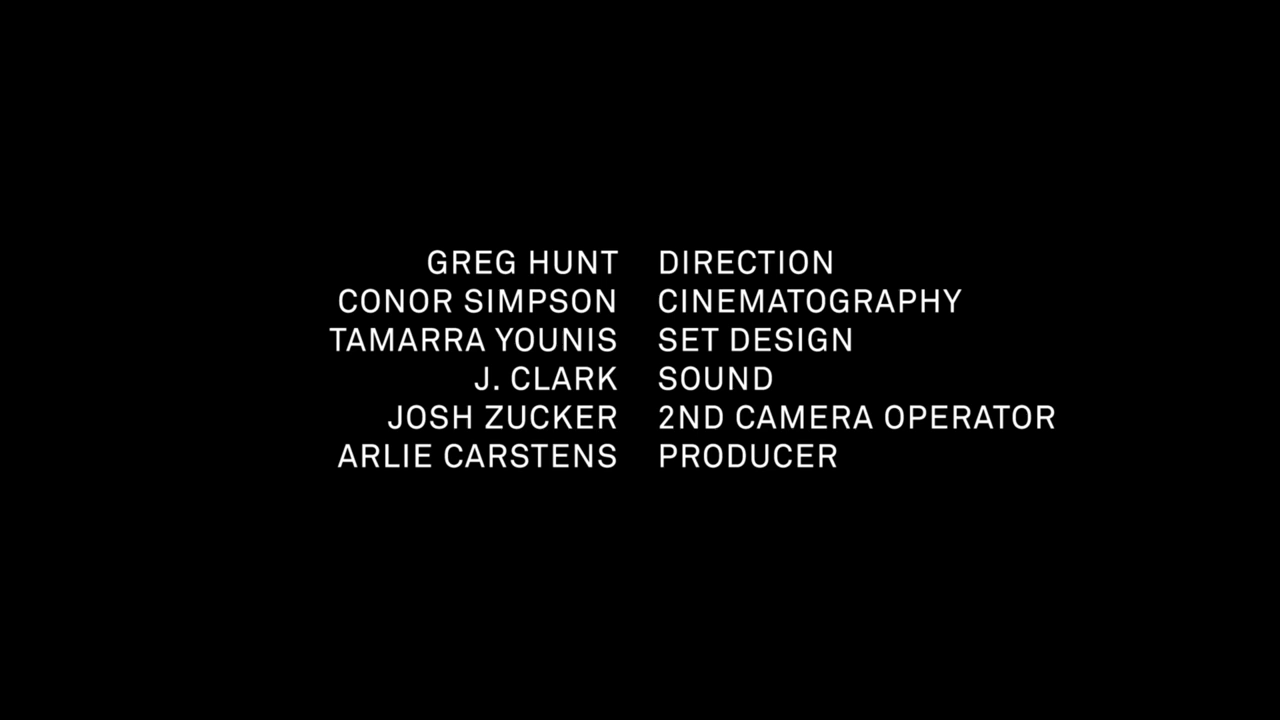 GREG HUNT DIRECTION
CONOR SIMPSON CINEMATOGRAPHY
TAMARRA YOUNIS SET DESIGN
J. CLARK SOUND
JOSH ZUCKER 2ND CAMERA OPERATOR
ARLIE CARSTENS PRODUCER